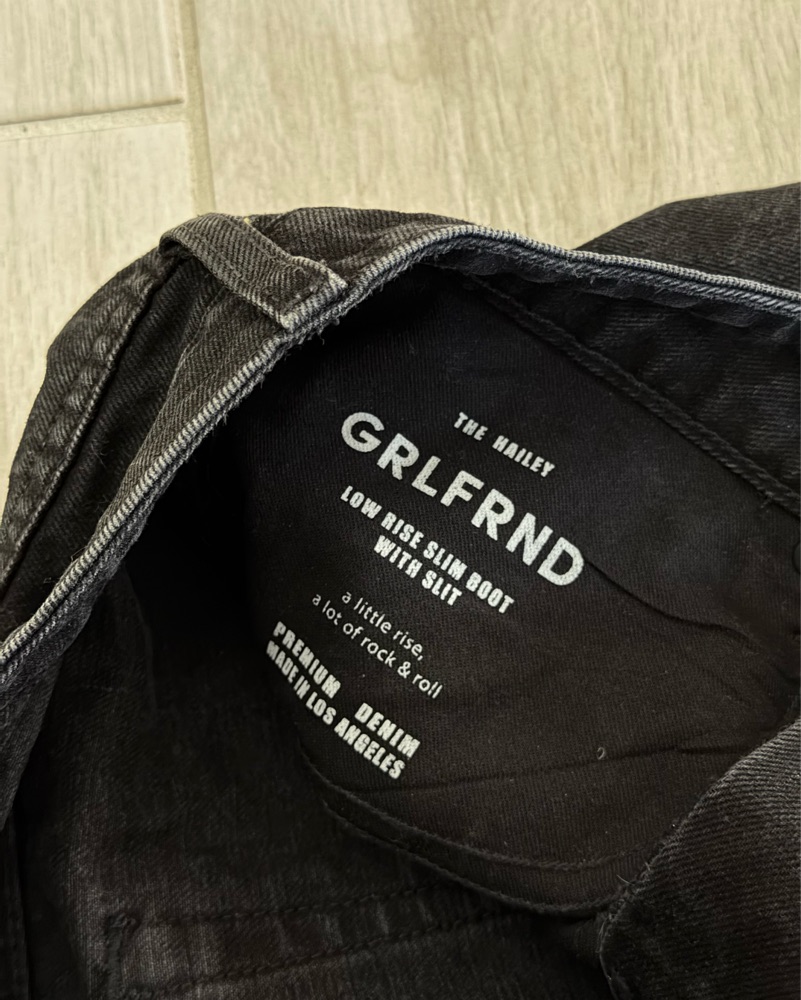 THE HAILEY
GRLFRND
LOW RISE SLIM BOOT
WITH SLIT
a little rise,
a lot of rock & roll
PREMIUM DENIM
MADE IN LOS ANGELES